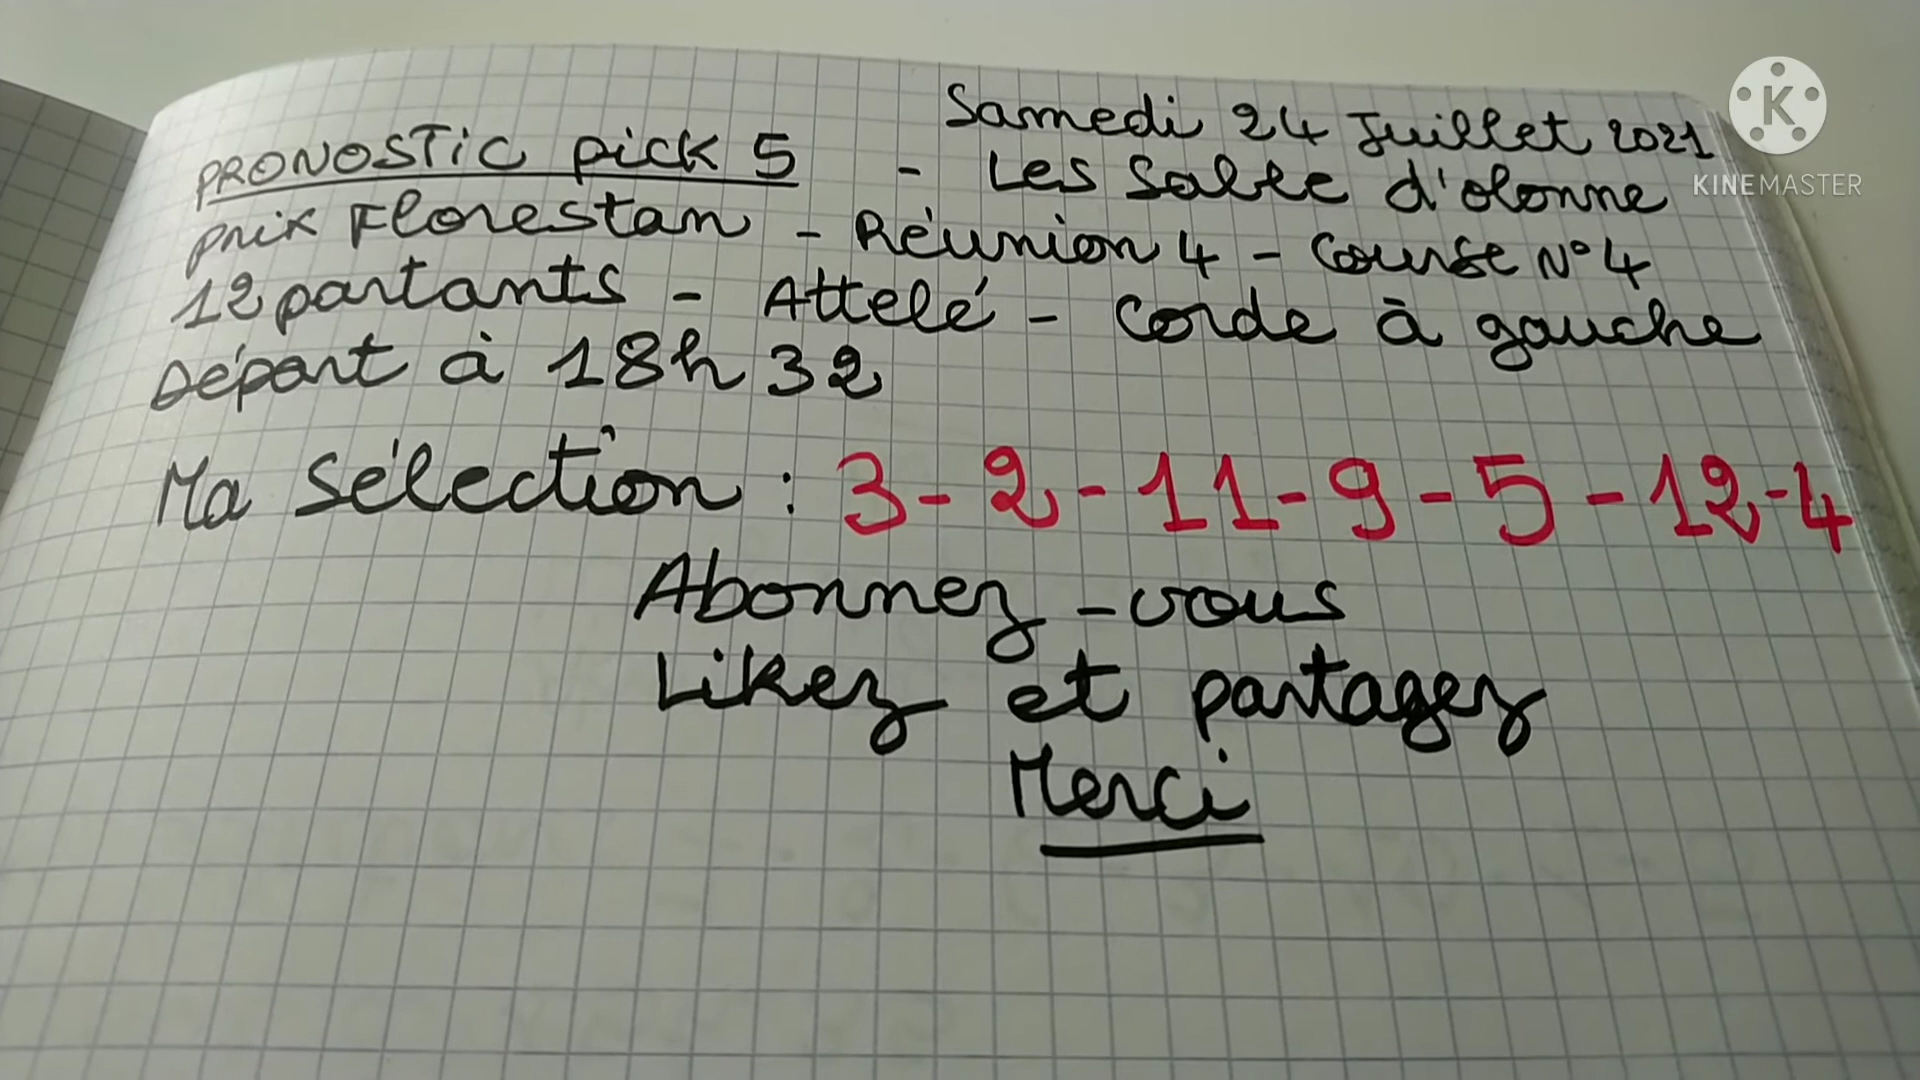 Samedi 24 Juillet 2021
PRONOSTIC pick 5 - Les Sable d'olonne
prix Florestan - Réunion 4 - Course N° 4
12 partants - Attelé - Corde à gauche
Départ à 18h32
Ma Sélection : 3 - 2 - 11 - 9 - 5 - 12 - 4
Abonnez-vous
Likez et partagez
Merci
K
KINEMASTER